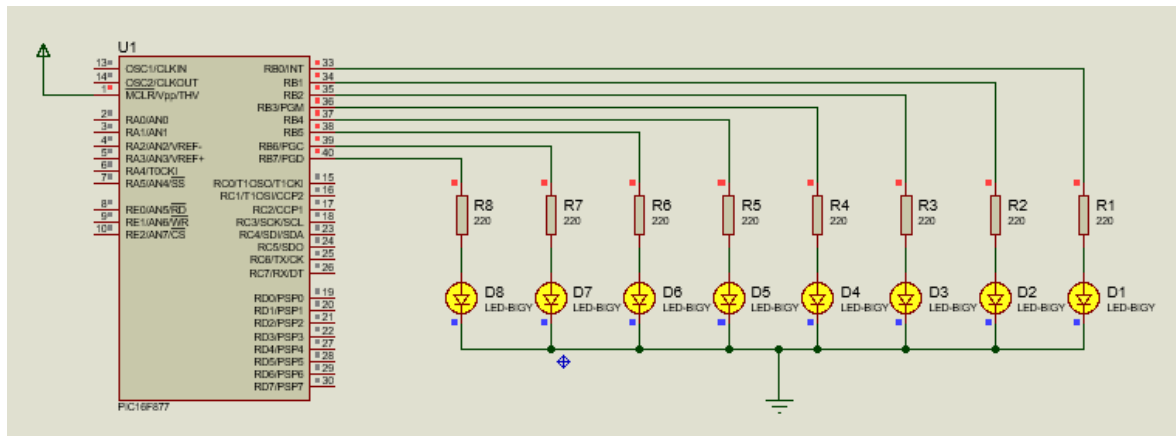 U1
13 OSC1/CLKIN RB0/INT 33
14 OSC2/CLKOUT RB1 34
1 MCLR/Vpp/THV RB2 35
RB3/PGM 36
2 RA0/AN0 RB4 37
3 RA1/AN1 RB5 38
4 RA2/AN2/VREF- RB6/PGC 39
5 RA3/AN3/VREF+ RB7/PGD 40
6 RA4/T0CKI
7 RA5/AN4/SS RC0/T1OSO/T1CKI 15
RC1/T1OSI/CCP2 16
8 RE0/AN5/RD RC2/CCP1 17
9 RE1/AN6/WR RC3/SCK/SCL 18
10 RE2/AN7/CS RC4/SDI/SDA 23
RC5/SDO 24
RC6/TX/CK 25
RC7/RX/DT 26
RD0/PSP0 19
RD1/PSP1 20
RD2/PSP2 21
RD3/PSP3 22
RD4/PSP4 27
RD5/PSP5 28
RD6/PSP6 29
RD7/PSP7 30
PIC16F877
R8 R7 R6 R5 R4 R3 R2 R1
220 220 220 220 220 220 220 220
D8 D7 D6 D5 D4 D3 D2 D1
LED-BIGY LED-BIGY LED-BIGY LED-BIGY LED-BIGY LED-BIGY LED-BIGY LED-BIGY